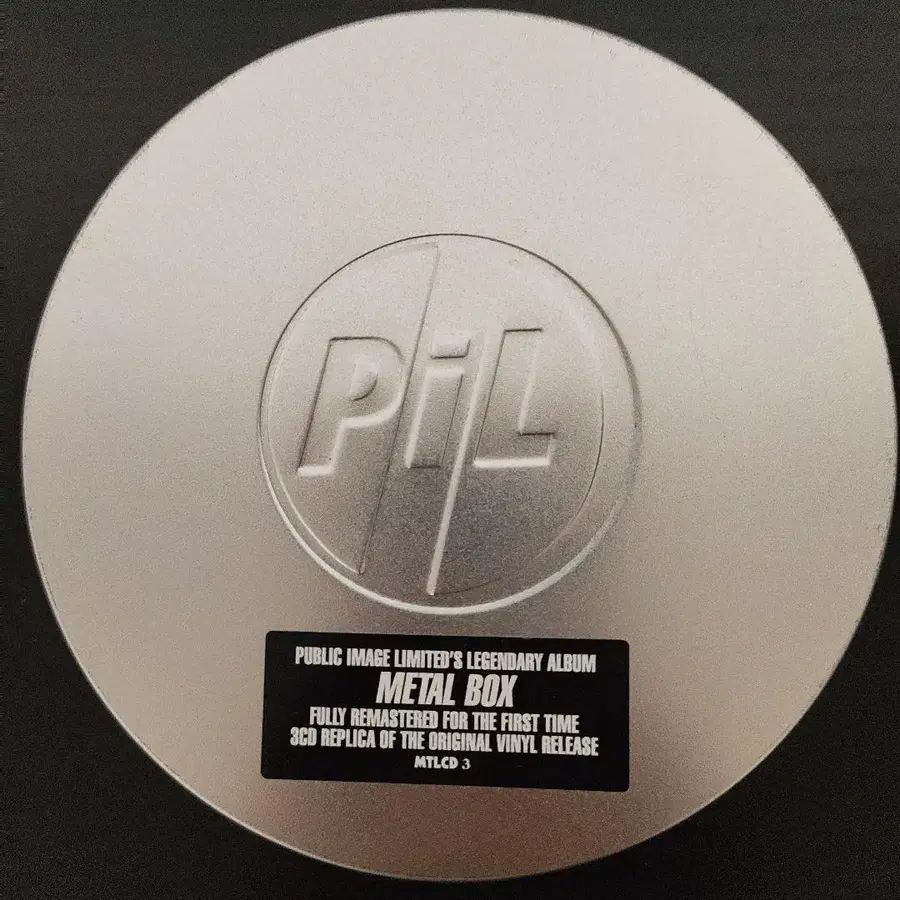 PiL
PUBLIC IMAGE LIMITED'S LEGENDARY ALBUM
METAL BOX
FULLY REMASTERED FOR THE FIRST TIME
3CD REPLICA OF THE ORIGINAL VINYL RELEASE
MTLCD 3